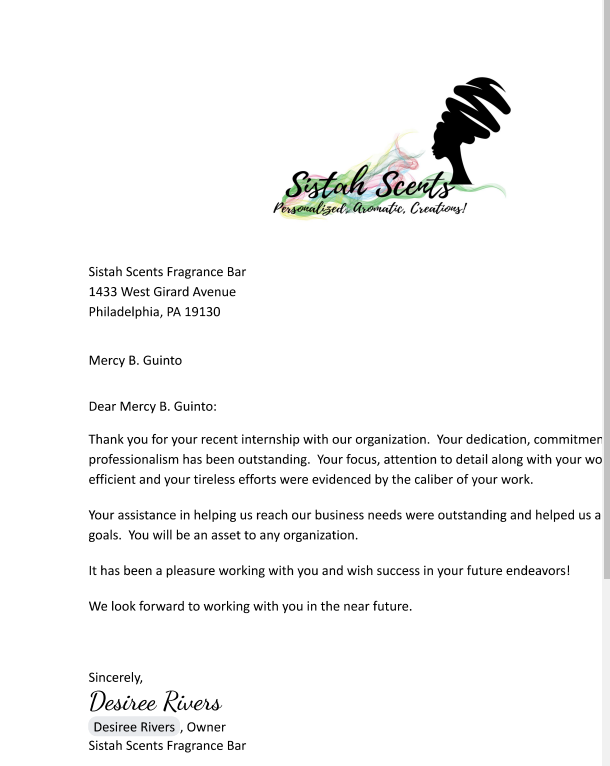 Sistah Scents
Personalized, Aromatic, Creations!
Sistah Scents Fragrance Bar
1433 West Girard Avenue
Philadelphia, PA 19130
Mercy B. Guinto
Dear Mercy B. Guinto:
Thank you for your recent internship with our organization.  Your dedication, commitmen
professionalism has been outstanding.  Your focus, attention to detail along with your wo
efficient and your tireless efforts were evidenced by the caliber of your work.
Your assistance in helping us reach our business needs were outstanding and helped us a
goals.  You will be an asset to any organization.
It has been a pleasure working with you and wish success in your future endeavors!
We look forward to working with you in the near future.
Sincerely,
Desiree Rivers
Desiree Rivers , Owner
Sistah Scents Fragrance Bar